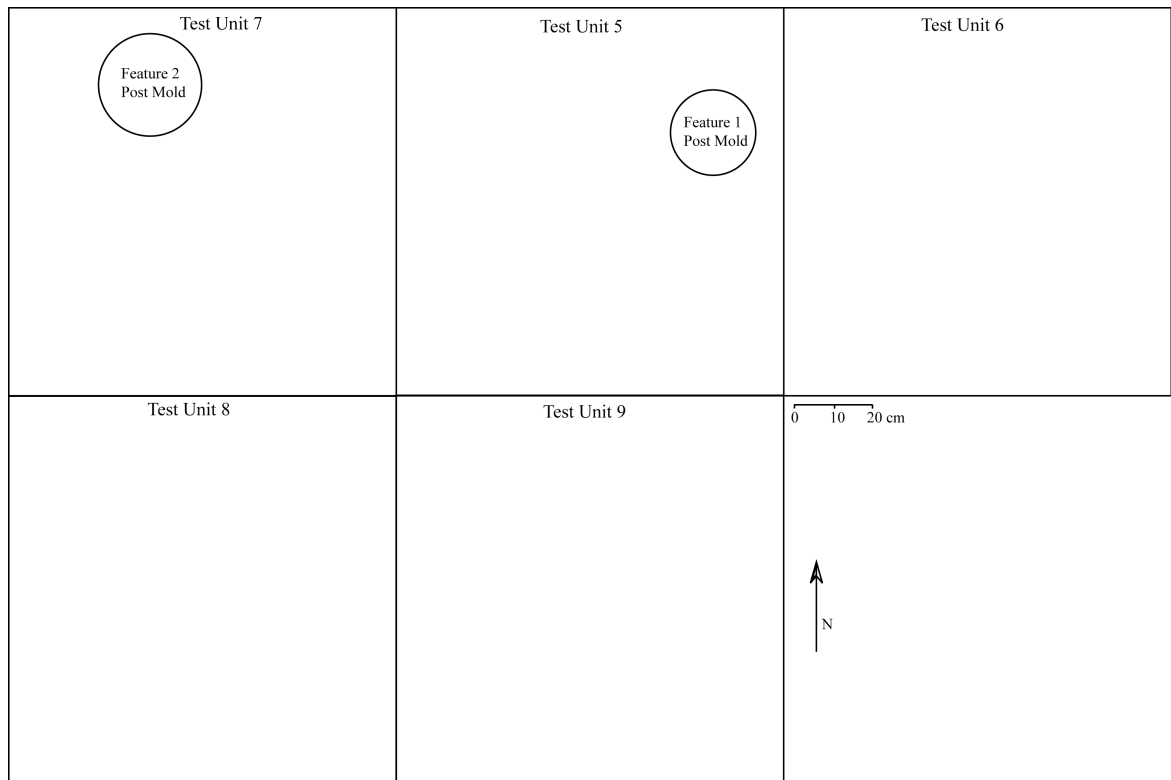 Test Unit 7
Test Unit 5
Test Unit 6
Feature 2
Post Mold
Feature 1
Post Mold
Test Unit 8
Test Unit 9
0 10 20 cm
N